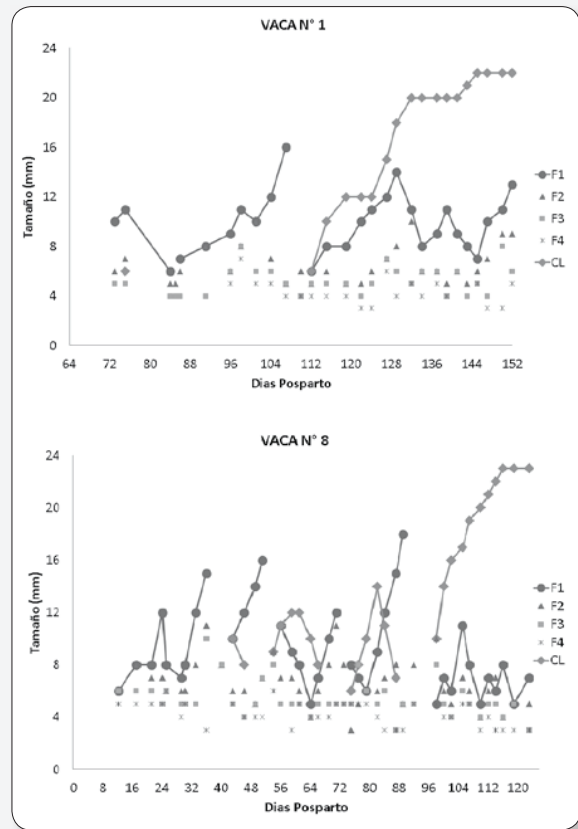 VACA N° 1
Tamaño (mm)
24
20
16
12
8
4
0
64 72 80 88 96 104 112 120 128 136 144 152
Dias Posparto
F1
F2
F3
F4
CL
VACA N° 8
Tamaño (mm)
24
20
16
12
8
4
0
0 8 16 24 32 40 48 56 64 72 80 88 96 104 112 120
Dias Posparto
F1
F2
F3
F4
CL